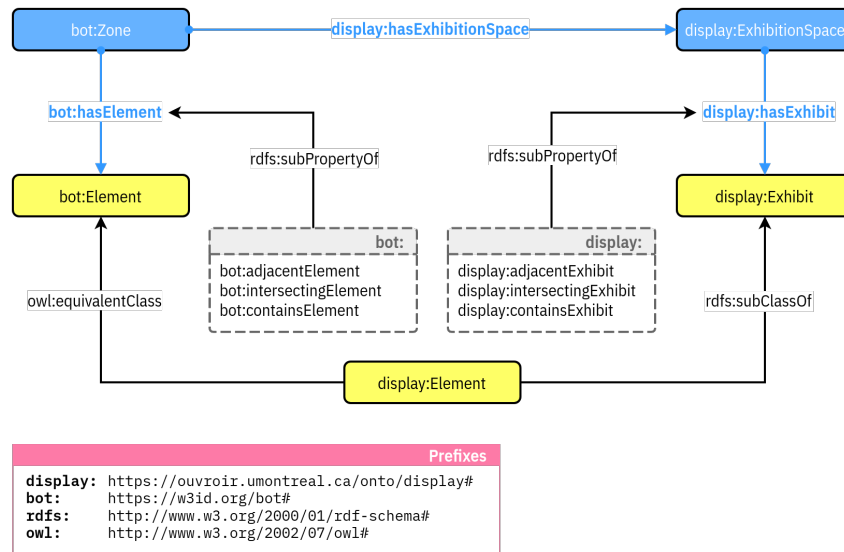 bot:Zone
display:hasExhibitionSpace
display:ExhibitionSpace
bot:hasElement
display:hasExhibit
rdfs:subPropertyOf
rdfs:subPropertyOf
bot:Element
display:Exhibit
bot:
bot:adjacentElement
bot:intersectingElement
bot:containsElement
display:
display:adjacentExhibit
display:intersectingExhibit
display:containsExhibit
owl:equivalentClass
rdfs:subClassOf
display:Element
Prefixes
display: https://ouvroir.umontreal.ca/onto/display#
bot: https://w3id.org/bot#
rdfs: http://www.w3.org/2000/01/rdf-schema#
owl: http://www.w3.org/2002/07/owl#